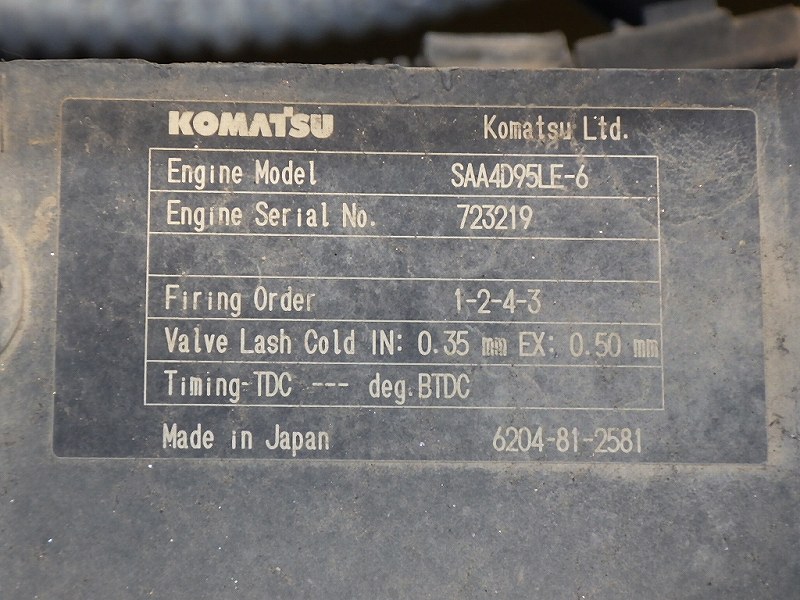 KOMATSU Komatsu Ltd.
Engine Model SAA4D95LE-6
Engine Serial No. 723219
Firing Order 1-2-4-3
Valve Lash Cold IN: 0.35 mm EX: 0.50 mm
Timing-TDC --- deg.BTDC
Made in Japan 6204-81-2581